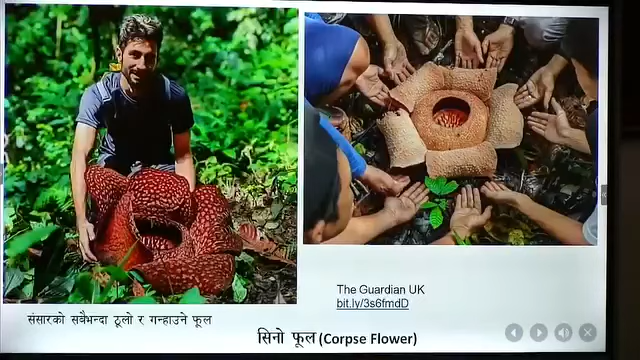 संसारको सबैभन्दा ठूलो र गन्हाउने फूल
The Guardian UK
bit.ly/3s6fmdD
सिनो फूल (Corpse Flower)